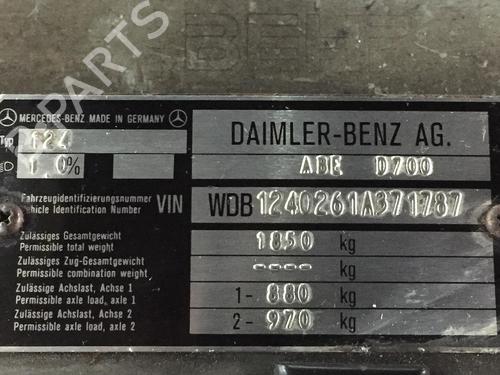 B-PARTS
MERCEDES-BENZ MADE IN GERMANY
DAIMLER-BENZ AG.
Typ 124
1.0%
ABE D700
Fahrzeugidentifizierungsnummer
Vehicle Identification Number
VIN
WDB1240261A371787
Zulässiges Gesamtgewicht
Permissible total weight
1850 kg
Zulässiges Zug-Gesamtgewicht
Permissible combination weight
---- kg
Zulässige Achslast, Achse 1
Permissible axle load, axle 1
1- 880 kg
Zulässige Achslast, Achse 2
Permissible axle load, axle 2
2- 970 kg